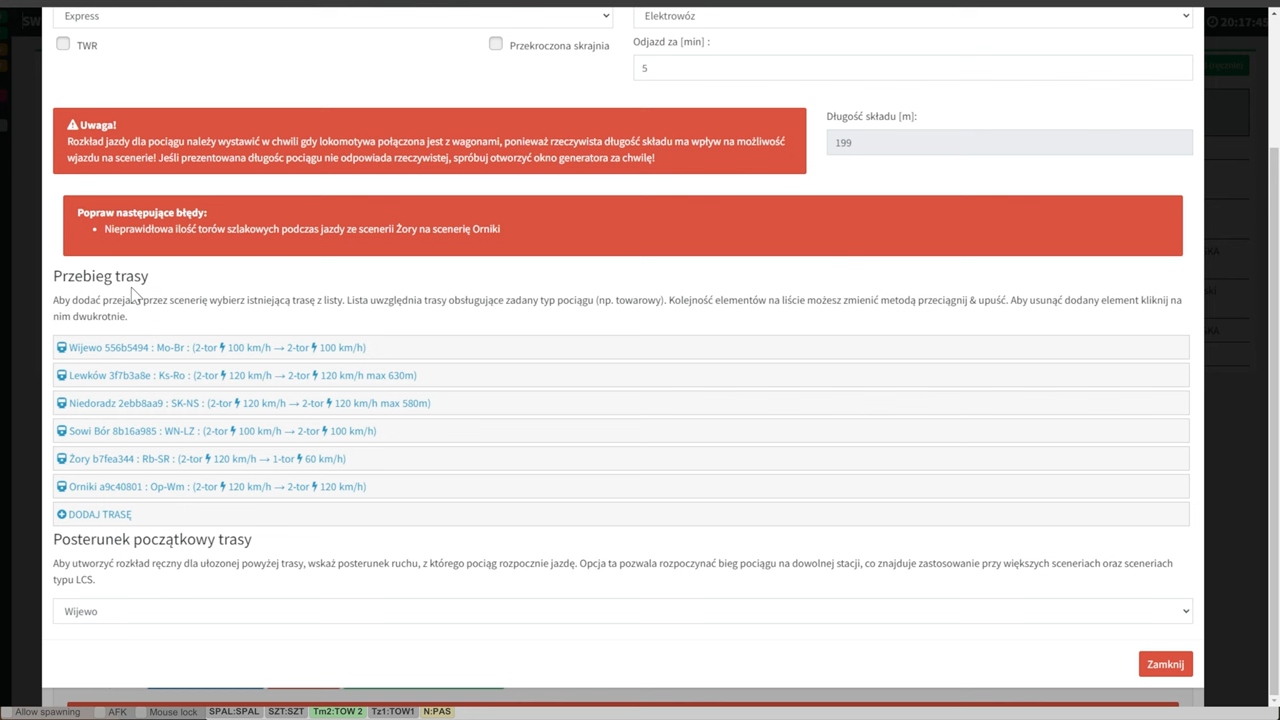 SW
20:17:45
Express
Elektrowóz
TWR
Przekroczona skrajnia
Odjazd za [min] :
5
Uwaga!
Rozkład jazdy dla pociągu należy wystawić w chwili gdy lokomotywa połączona jest z wagonami, ponieważ rzeczywista długość składu ma wpływ na możliwość
wjazdu na scenerie! Jeśli prezentowana długośc pociągu nie odpowiada rzeczywistej, spróbuj otworzyć okno generatora za chwilę!
Długość składu [m]:
199
Popraw następujące błędy:
Nieprawidłowa ilość torów szlakowych podczas jazdy ze scenerii Żory na scenerię Orniki
Przebieg trasy
Aby dodać przejazd przez scenerię wybierz istniejącą trasę z listy. Lista uwzględnia trasy obsługujące zadany typ pociągu (np. towarowy). Kolejność elementów na liście możesz zmienić metodą przeciągnij & upuść. Aby usunąć dodany element kliknij na
nim dwukrotnie.
Wijewo 556b5494 : Mo-Br : (2-tor 100 km/h → 2-tor 100 km/h)
Lewków 3f7b3a8e : Ks-Ro : (2-tor 120 km/h → 2-tor 120 km/h max 630m)
Niedoradz 2ebb8aa9 : SK-NS : (2-tor 120 km/h → 2-tor 120 km/h max 580m)
Sowi Bór 8b16a985 : WN-LZ : (2-tor 100 km/h → 2-tor 100 km/h)
Żory b7fea344 : Rb-SR : (2-tor 120 km/h → 1-tor 60 km/h)
Orniki a9c40801 : Op-Wm : (2-tor 120 km/h → 2-tor 120 km/h)
DODAJ TRASĘ
Posterunek początkowy trasy
Aby utworzyć rozkład ręczny dla ułozonej powyżej trasy, wskaż posterunek ruchu, z którego pociąg rozpocznie jazdę. Opcja ta pozwala rozpoczynać bieg pociągu na dowolnej stacji, co znajduje zastosowanie przy większych sceneriach oraz sceneriach
typu LCS.
Wijewo
Zamknij
Allow spawning AFK Mouse lock SPAL:SPAL SZT:SZT Tm2:TOW 2 Tz1:TOW1 N:PAS